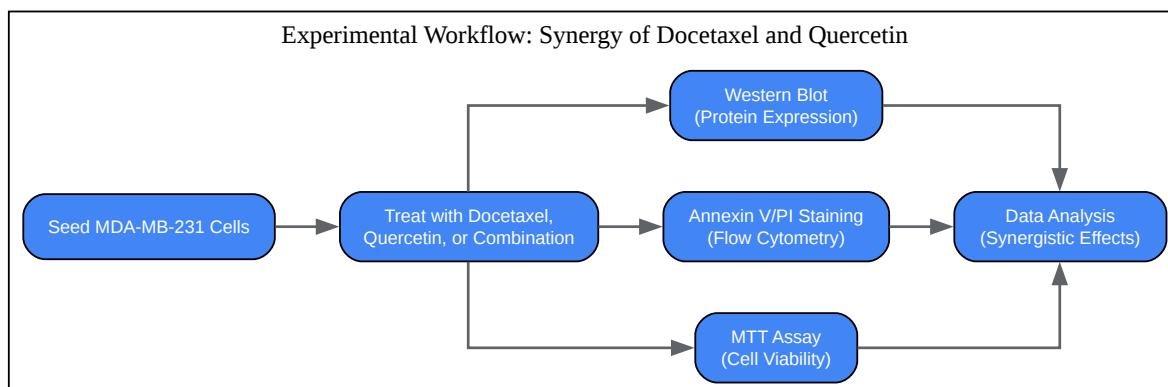 Experimental Workflow: Synergy of Docetaxel and Quercetin
Seed MDA-MB-231 Cells
Treat with Docetaxel,
Quercetin, or Combination
Western Blot
(Protein Expression)
Annexin V/PI Staining
(Flow Cytometry)
MTT Assay
(Cell Viability)
Data Analysis
(Synergistic Effects)